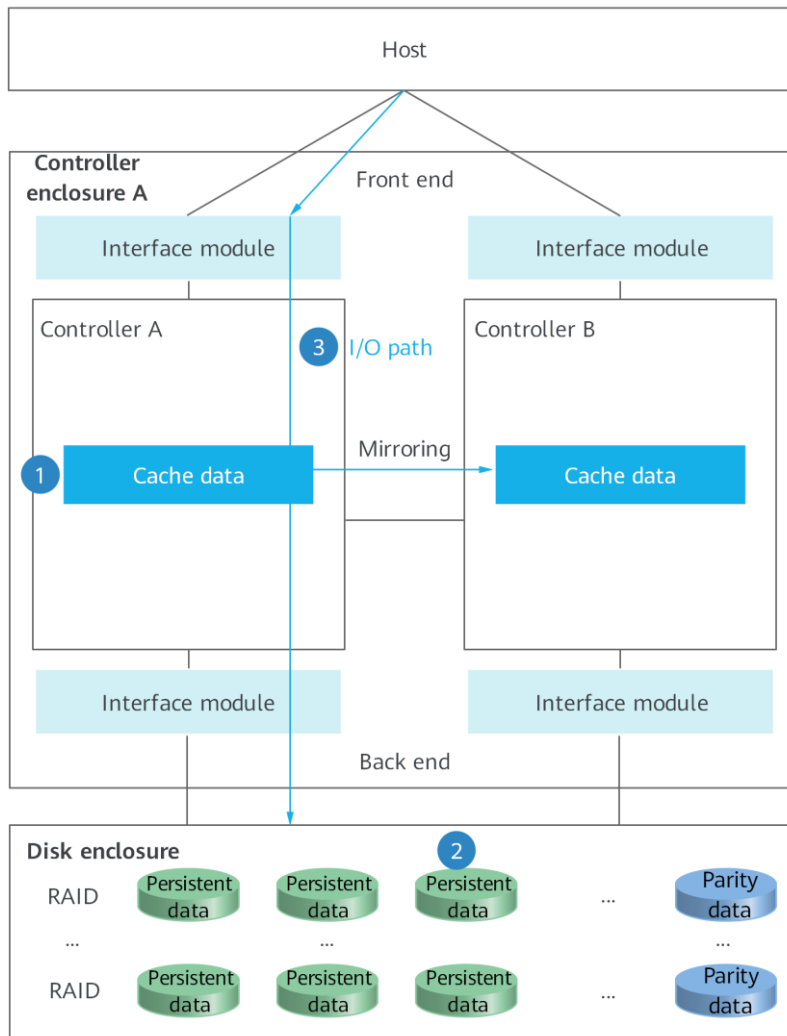 Host
Controller
enclosure A
Front end
Interface module
Interface module
Controller A
Controller B
3 I/O path
Mirroring
1 Cache data
Cache data
Interface module
Interface module
Back end
Disk enclosure
2
RAID
Persistent
data
Persistent
data
Persistent
data
...
Parity
data
...
...
...
RAID
Persistent
data
Persistent
data
Persistent
data
...
Parity
data